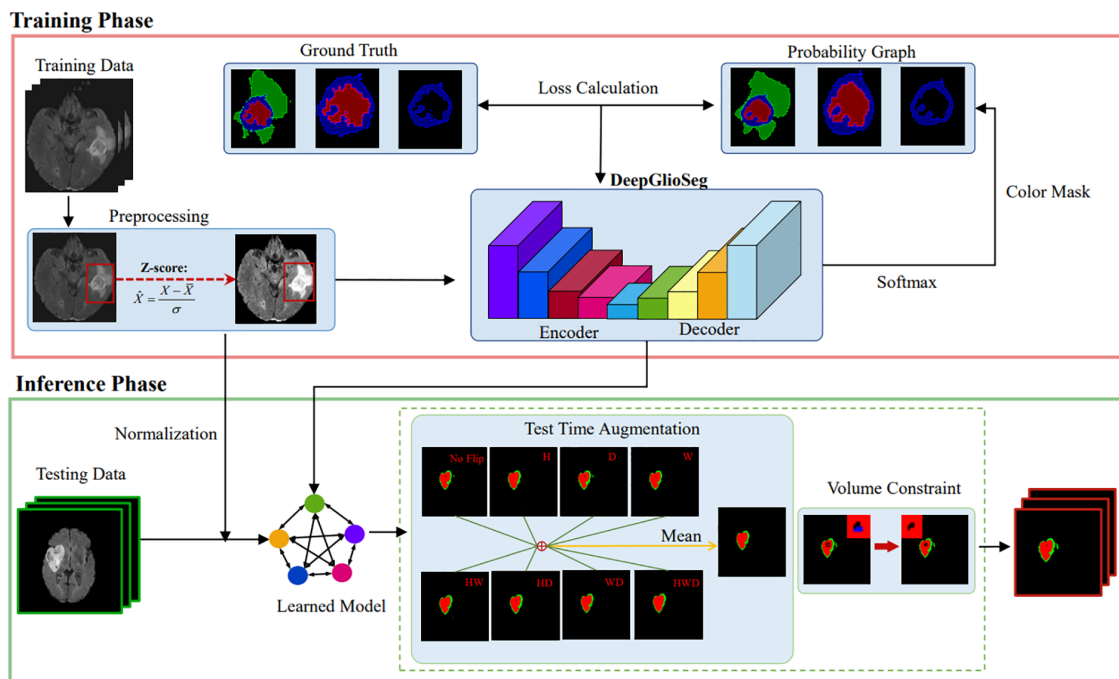 Training Phase
Training Data
Ground Truth
Probability Graph
Loss Calculation
DeepGlioSeg
Color Mask
Preprocessing
Z-score:
X̂ = (X − X̄) / σ
Encoder
Decoder
Softmax
Inference Phase
Normalization
Testing Data
Learned Model
Test Time Augmentation
No Flip
H
D
W
Mean
HW
HD
WD
HWD
Volume Constraint